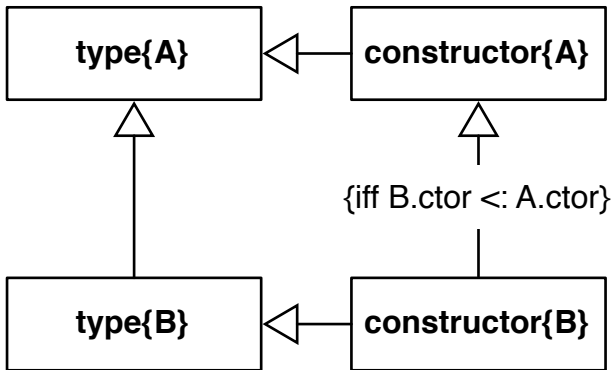 type{A}
constructor{A}
{iff B.ctor <: A.ctor}
type{B}
constructor{B}